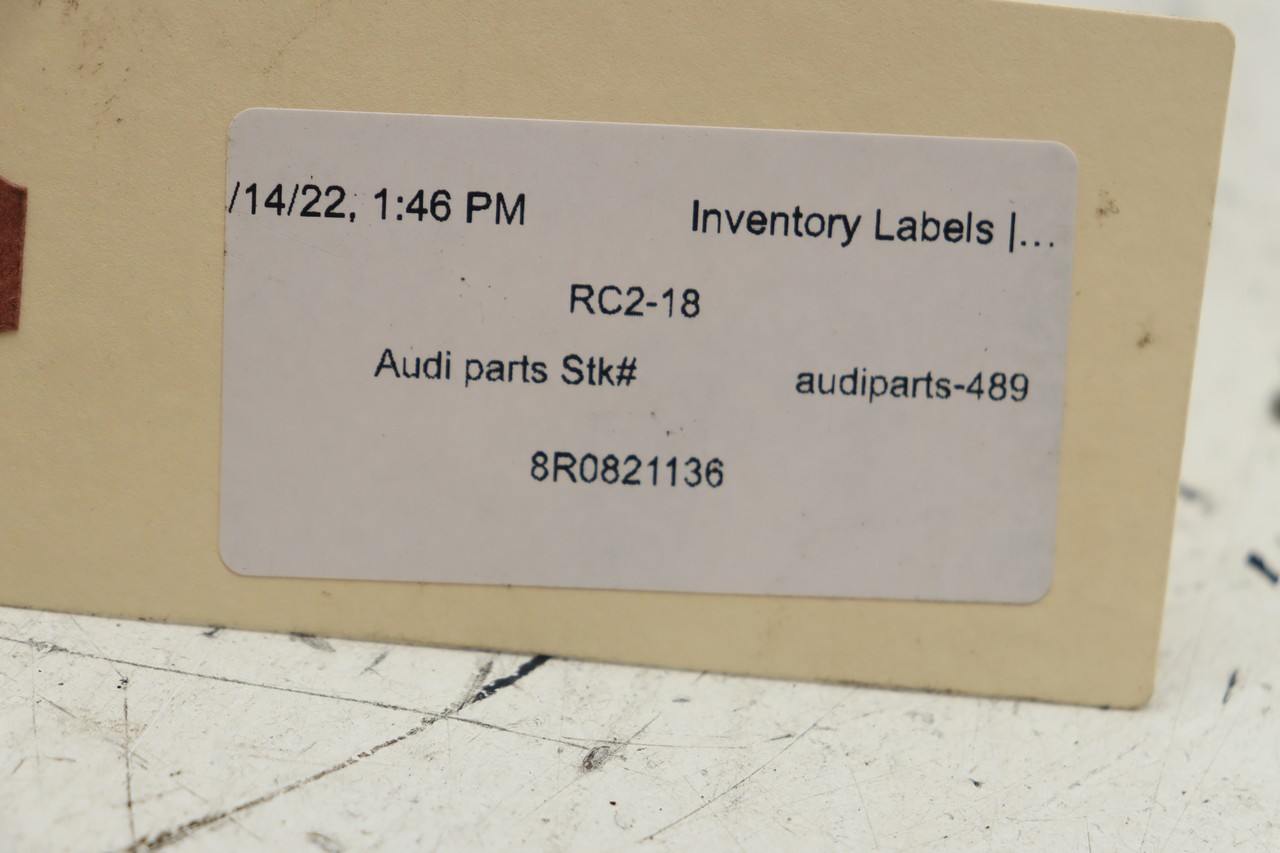 /14/22, 1:46 PM Inventory Labels |...
RC2-18
Audi parts Stk# audiparts-489
8R0821136